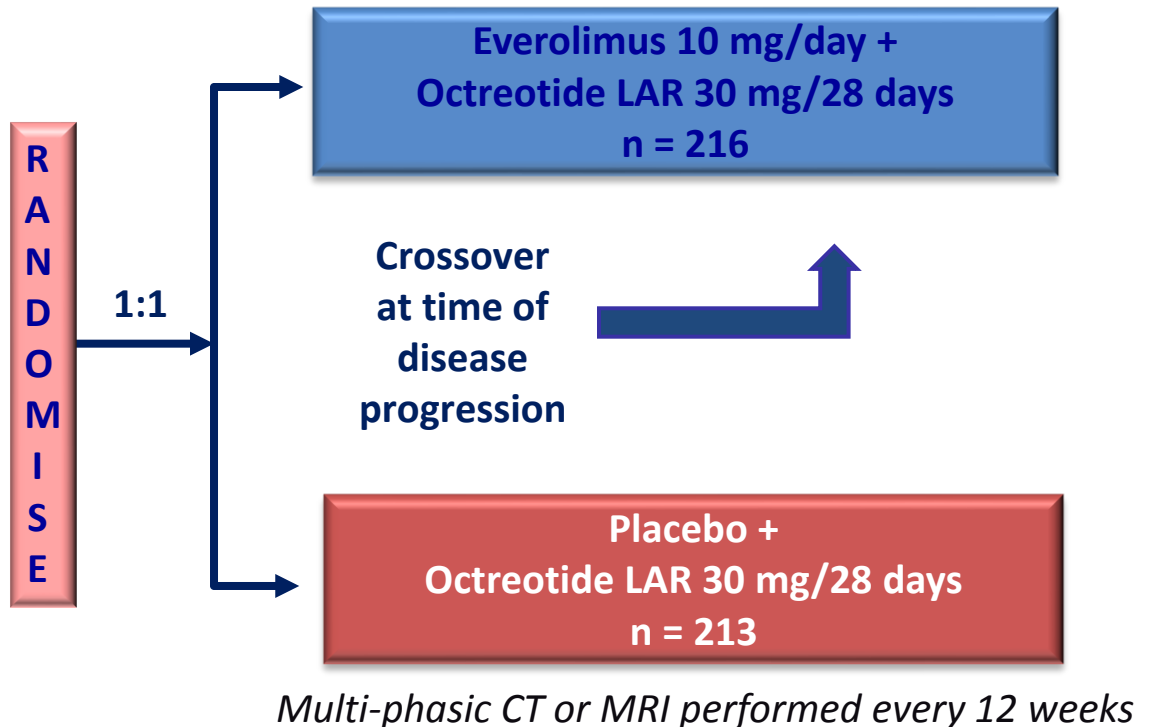 RANDOMISE
1:1
Everolimus 10 mg/day +
Octreotide LAR 30 mg/28 days
n = 216
Crossover
at time of
disease
progression
Placebo +
Octreotide LAR 30 mg/28 days
n = 213
Multi-phasic CT or MRI performed every 12 weeks